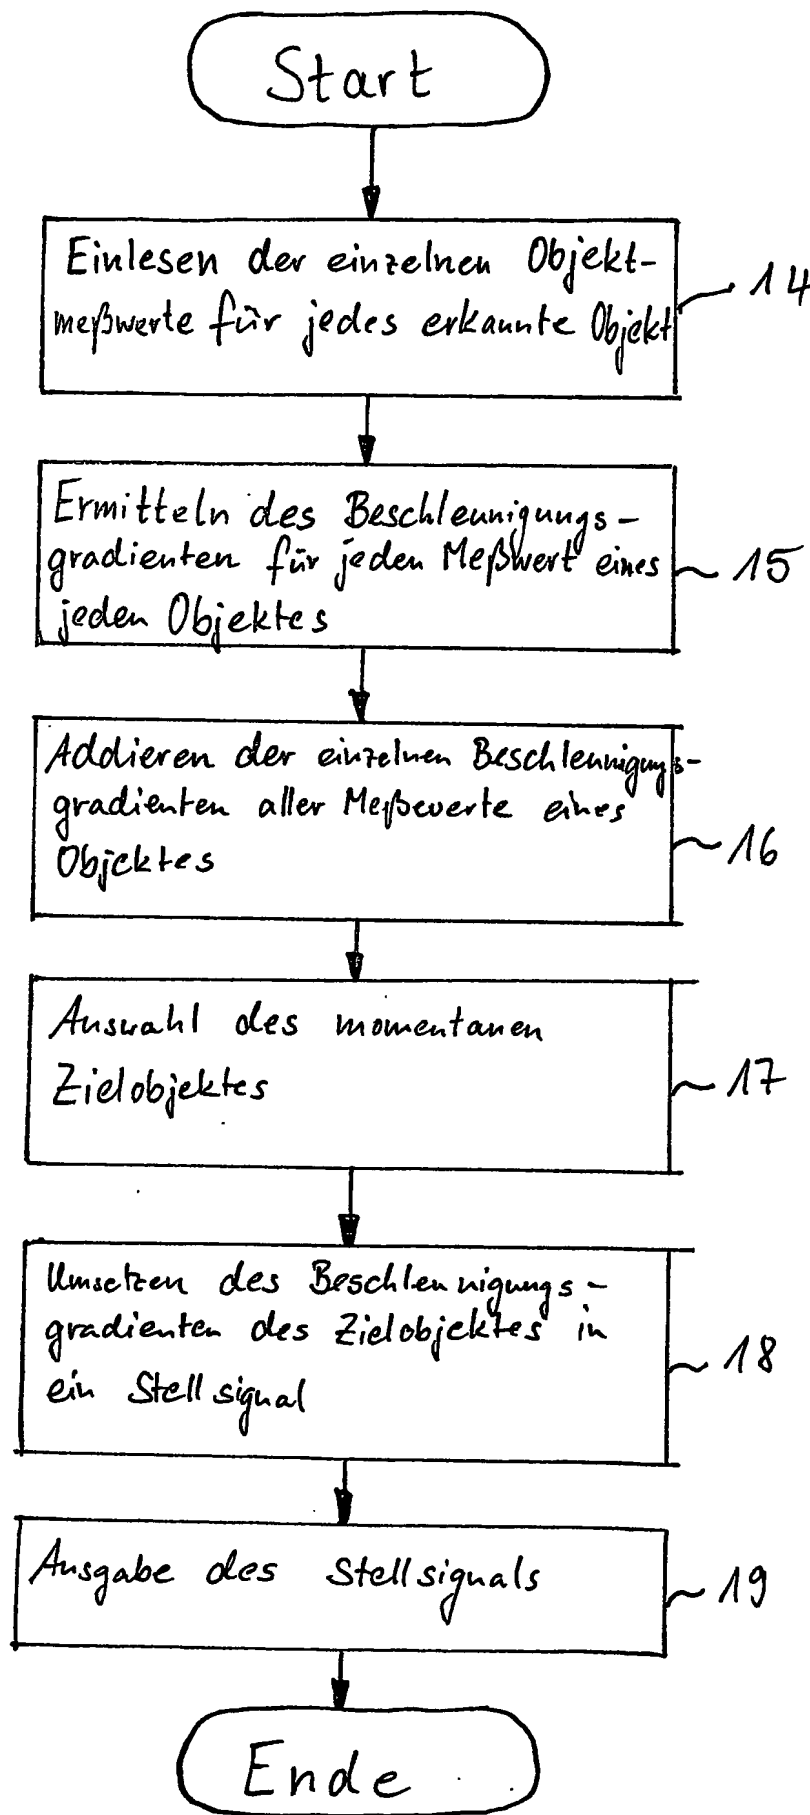 Start
Einlesen der einzelnen Objekt-
meßwerte für jedes erkannte Objekt
14
Ermitteln des Beschleunigungs-
gradienten für jeden Meßwert eines
jeden Objektes
15
Addieren der einzelnen Beschleunigungs-
gradienten aller Meßewerte eines
Objektes
16
Auswahl des momentanen
Zielobjektes
17
Umsetzen des Beschleunigungs-
gradienten des Zielobjektes in
ein Stellsignal
18
Ausgabe des Stellsignals
19
Ende